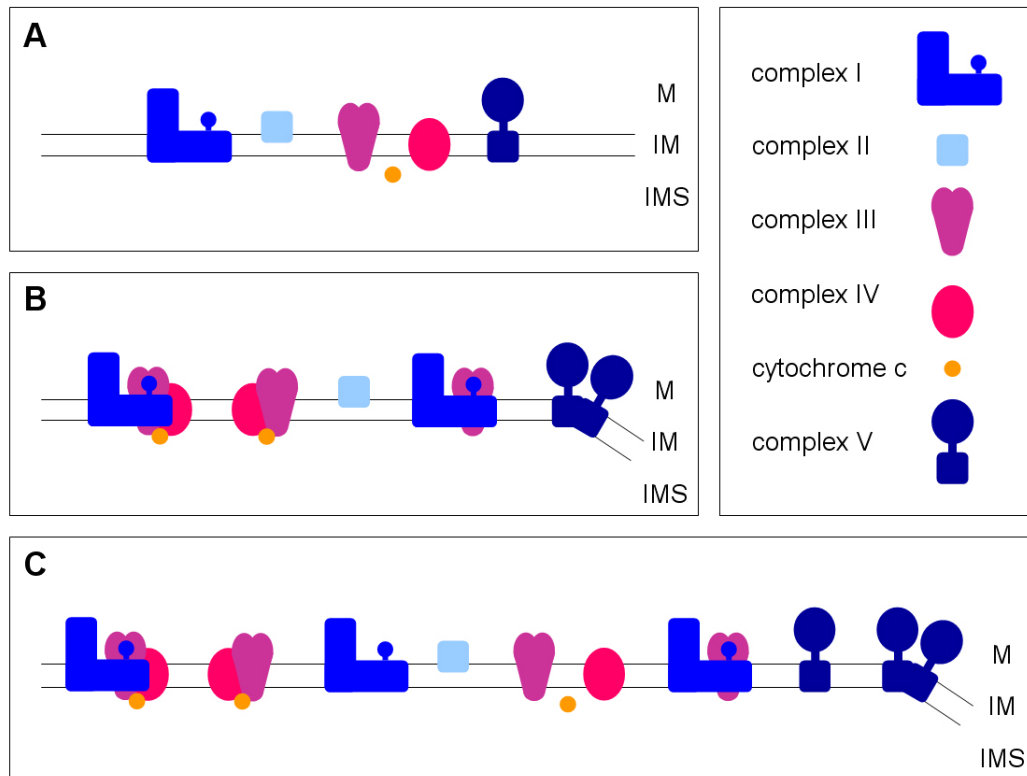 A
M
IM
IMS
complex I
complex II
complex III
complex IV
cytochrome c
complex V
B
M
IM
IMS
C
M
IM
IMS